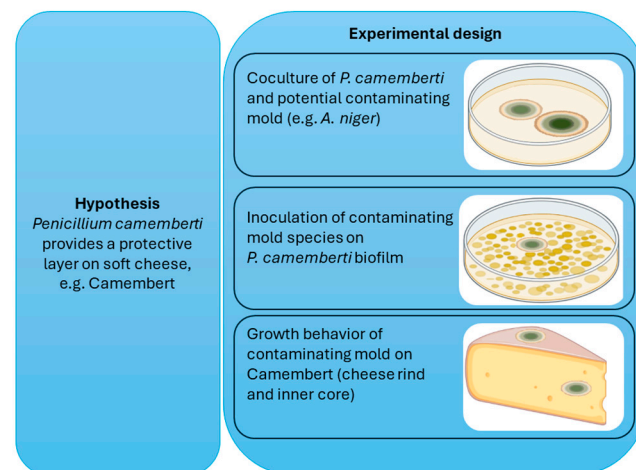 Hypothesis
Penicillium camemberti
provides a protective
layer on soft cheese,
e.g. Camembert
Experimental design
Coculture of P. camemberti
and potential contaminating
mold (e.g. A. niger)
Inoculation of contaminating
mold species on
P. camemberti biofilm
Growth behavior of
contaminating mold on
Camembert (cheese rind
and inner core)